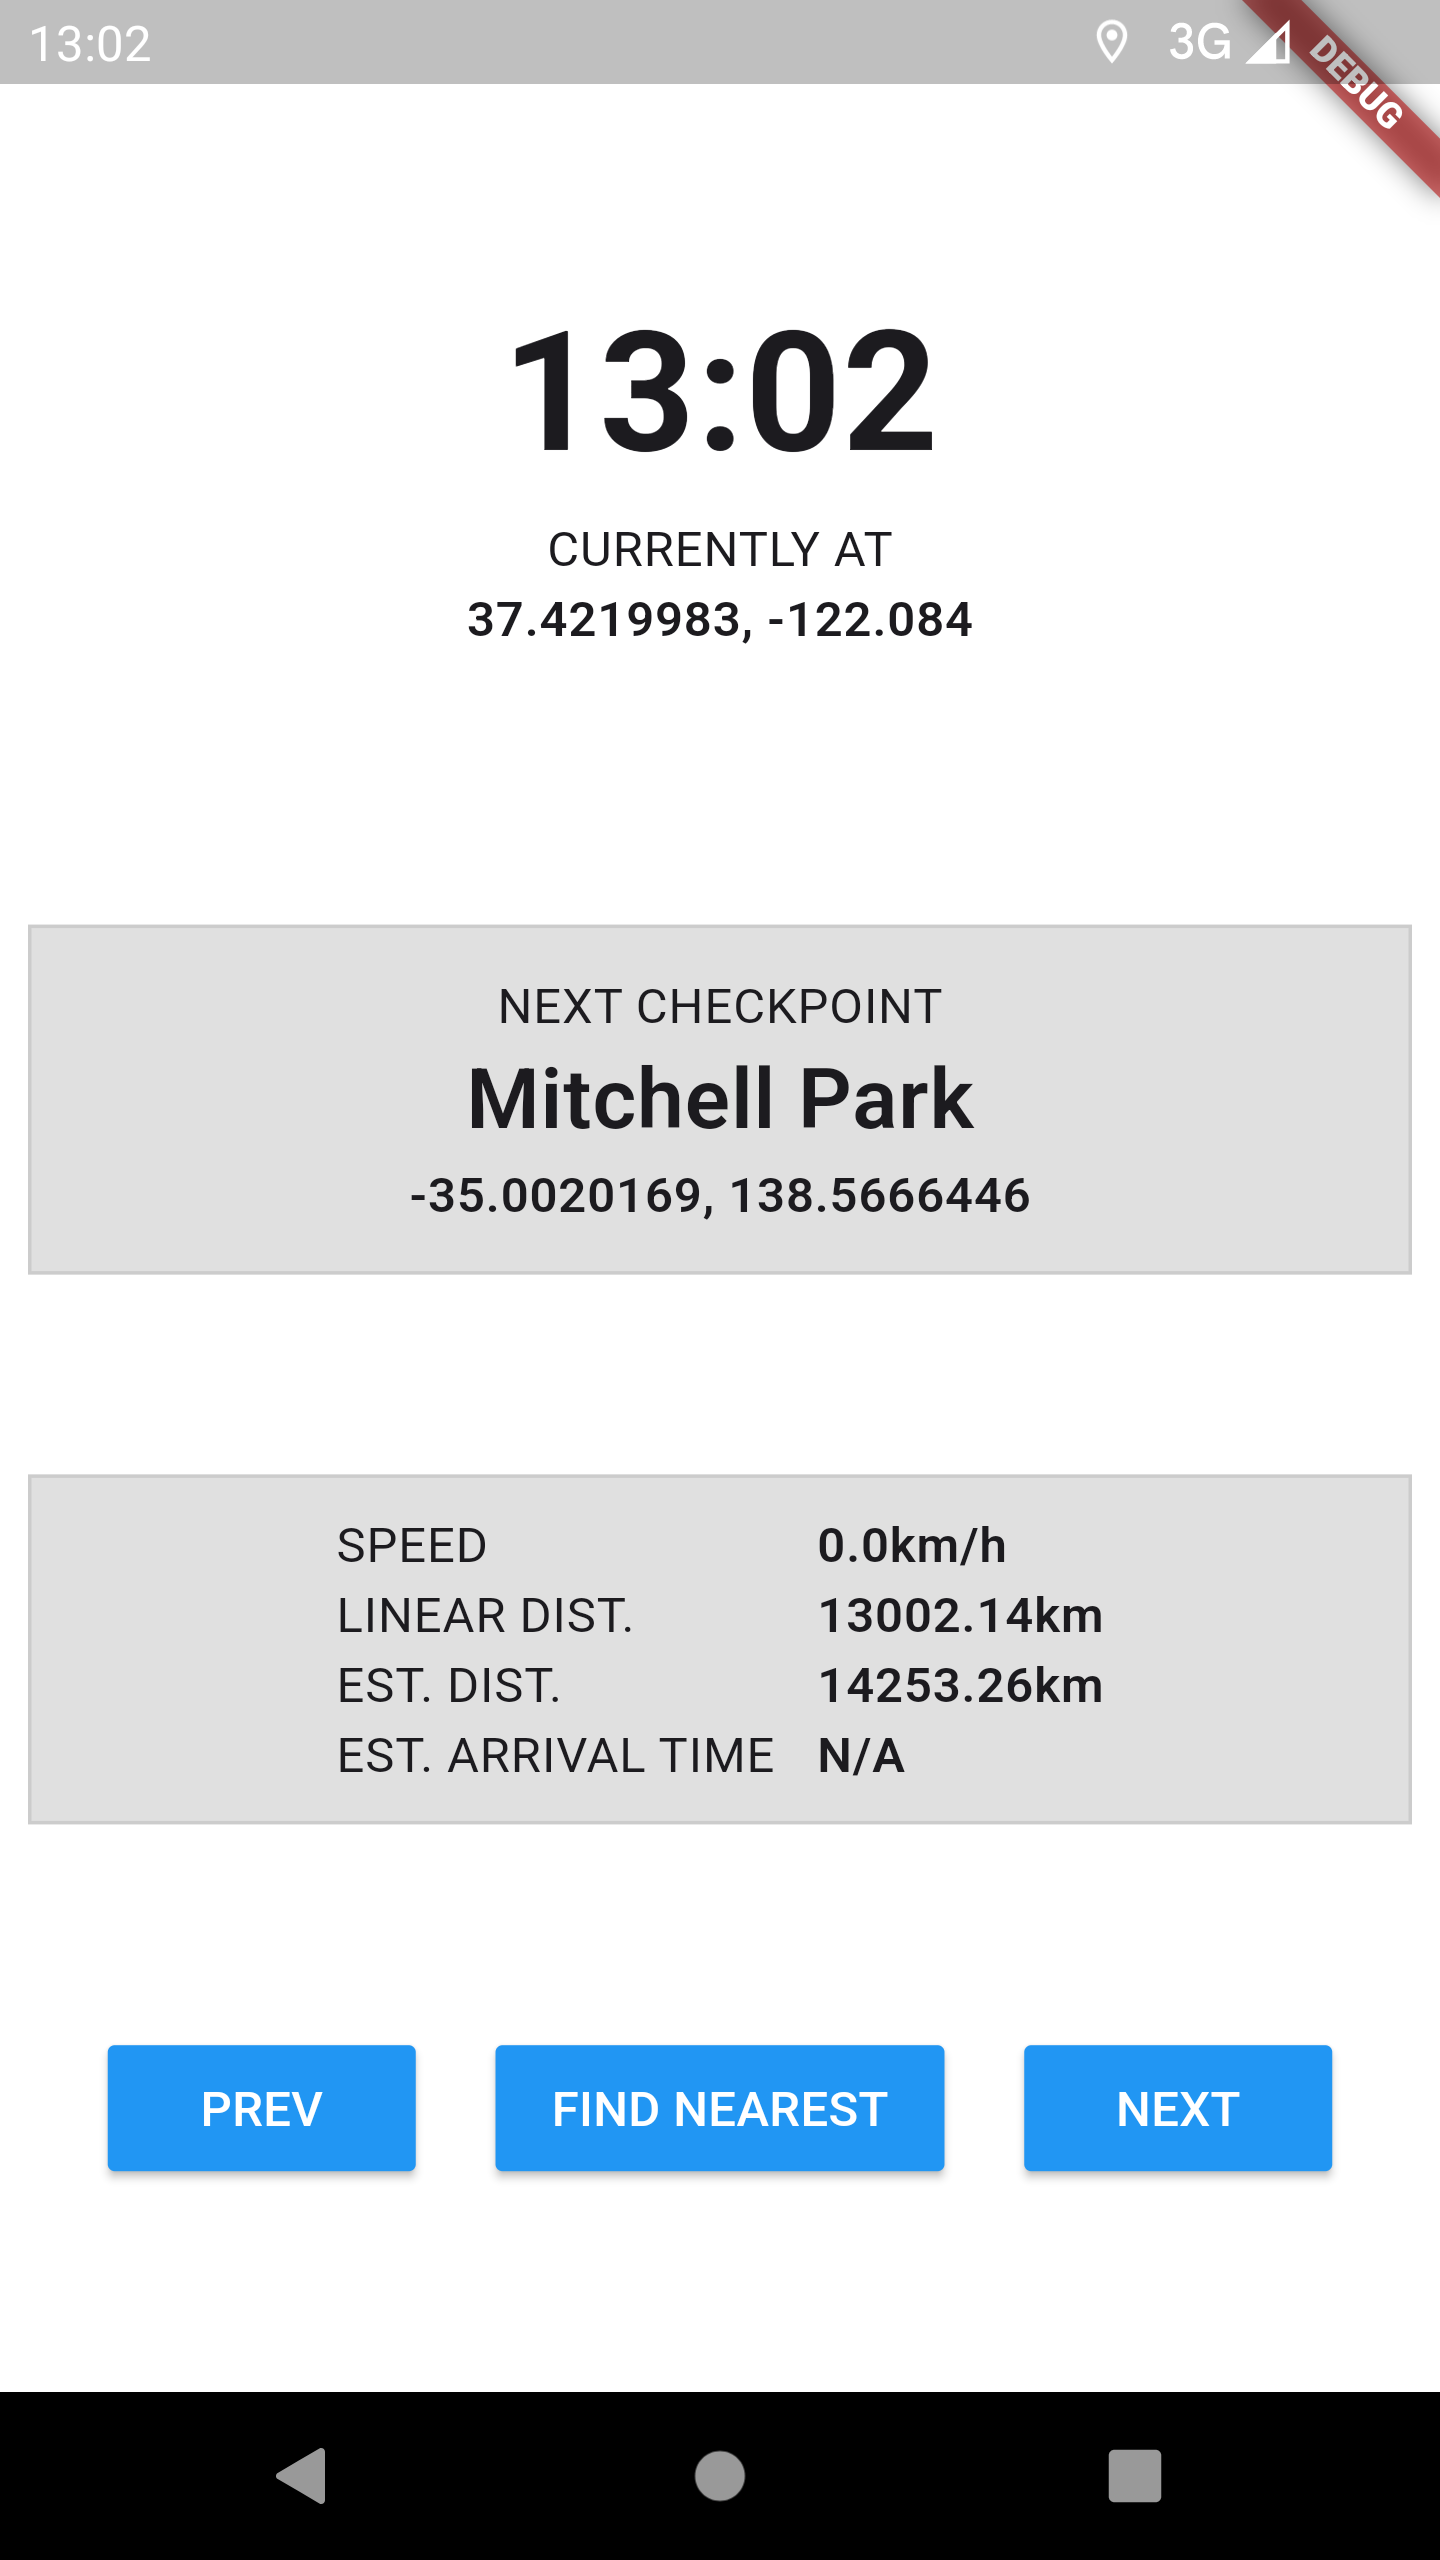 13:02
3G
DEBUG
13:02
CURRENTLY AT
37.4219983, -122.084
NEXT CHECKPOINT
Mitchell Park
-35.0020169, 138.5666446
SPEED 0.0km/h
LINEAR DIST. 13002.14km
EST. DIST. 14253.26km
EST. ARRIVAL TIME N/A
PREV FIND NEAREST NEXT